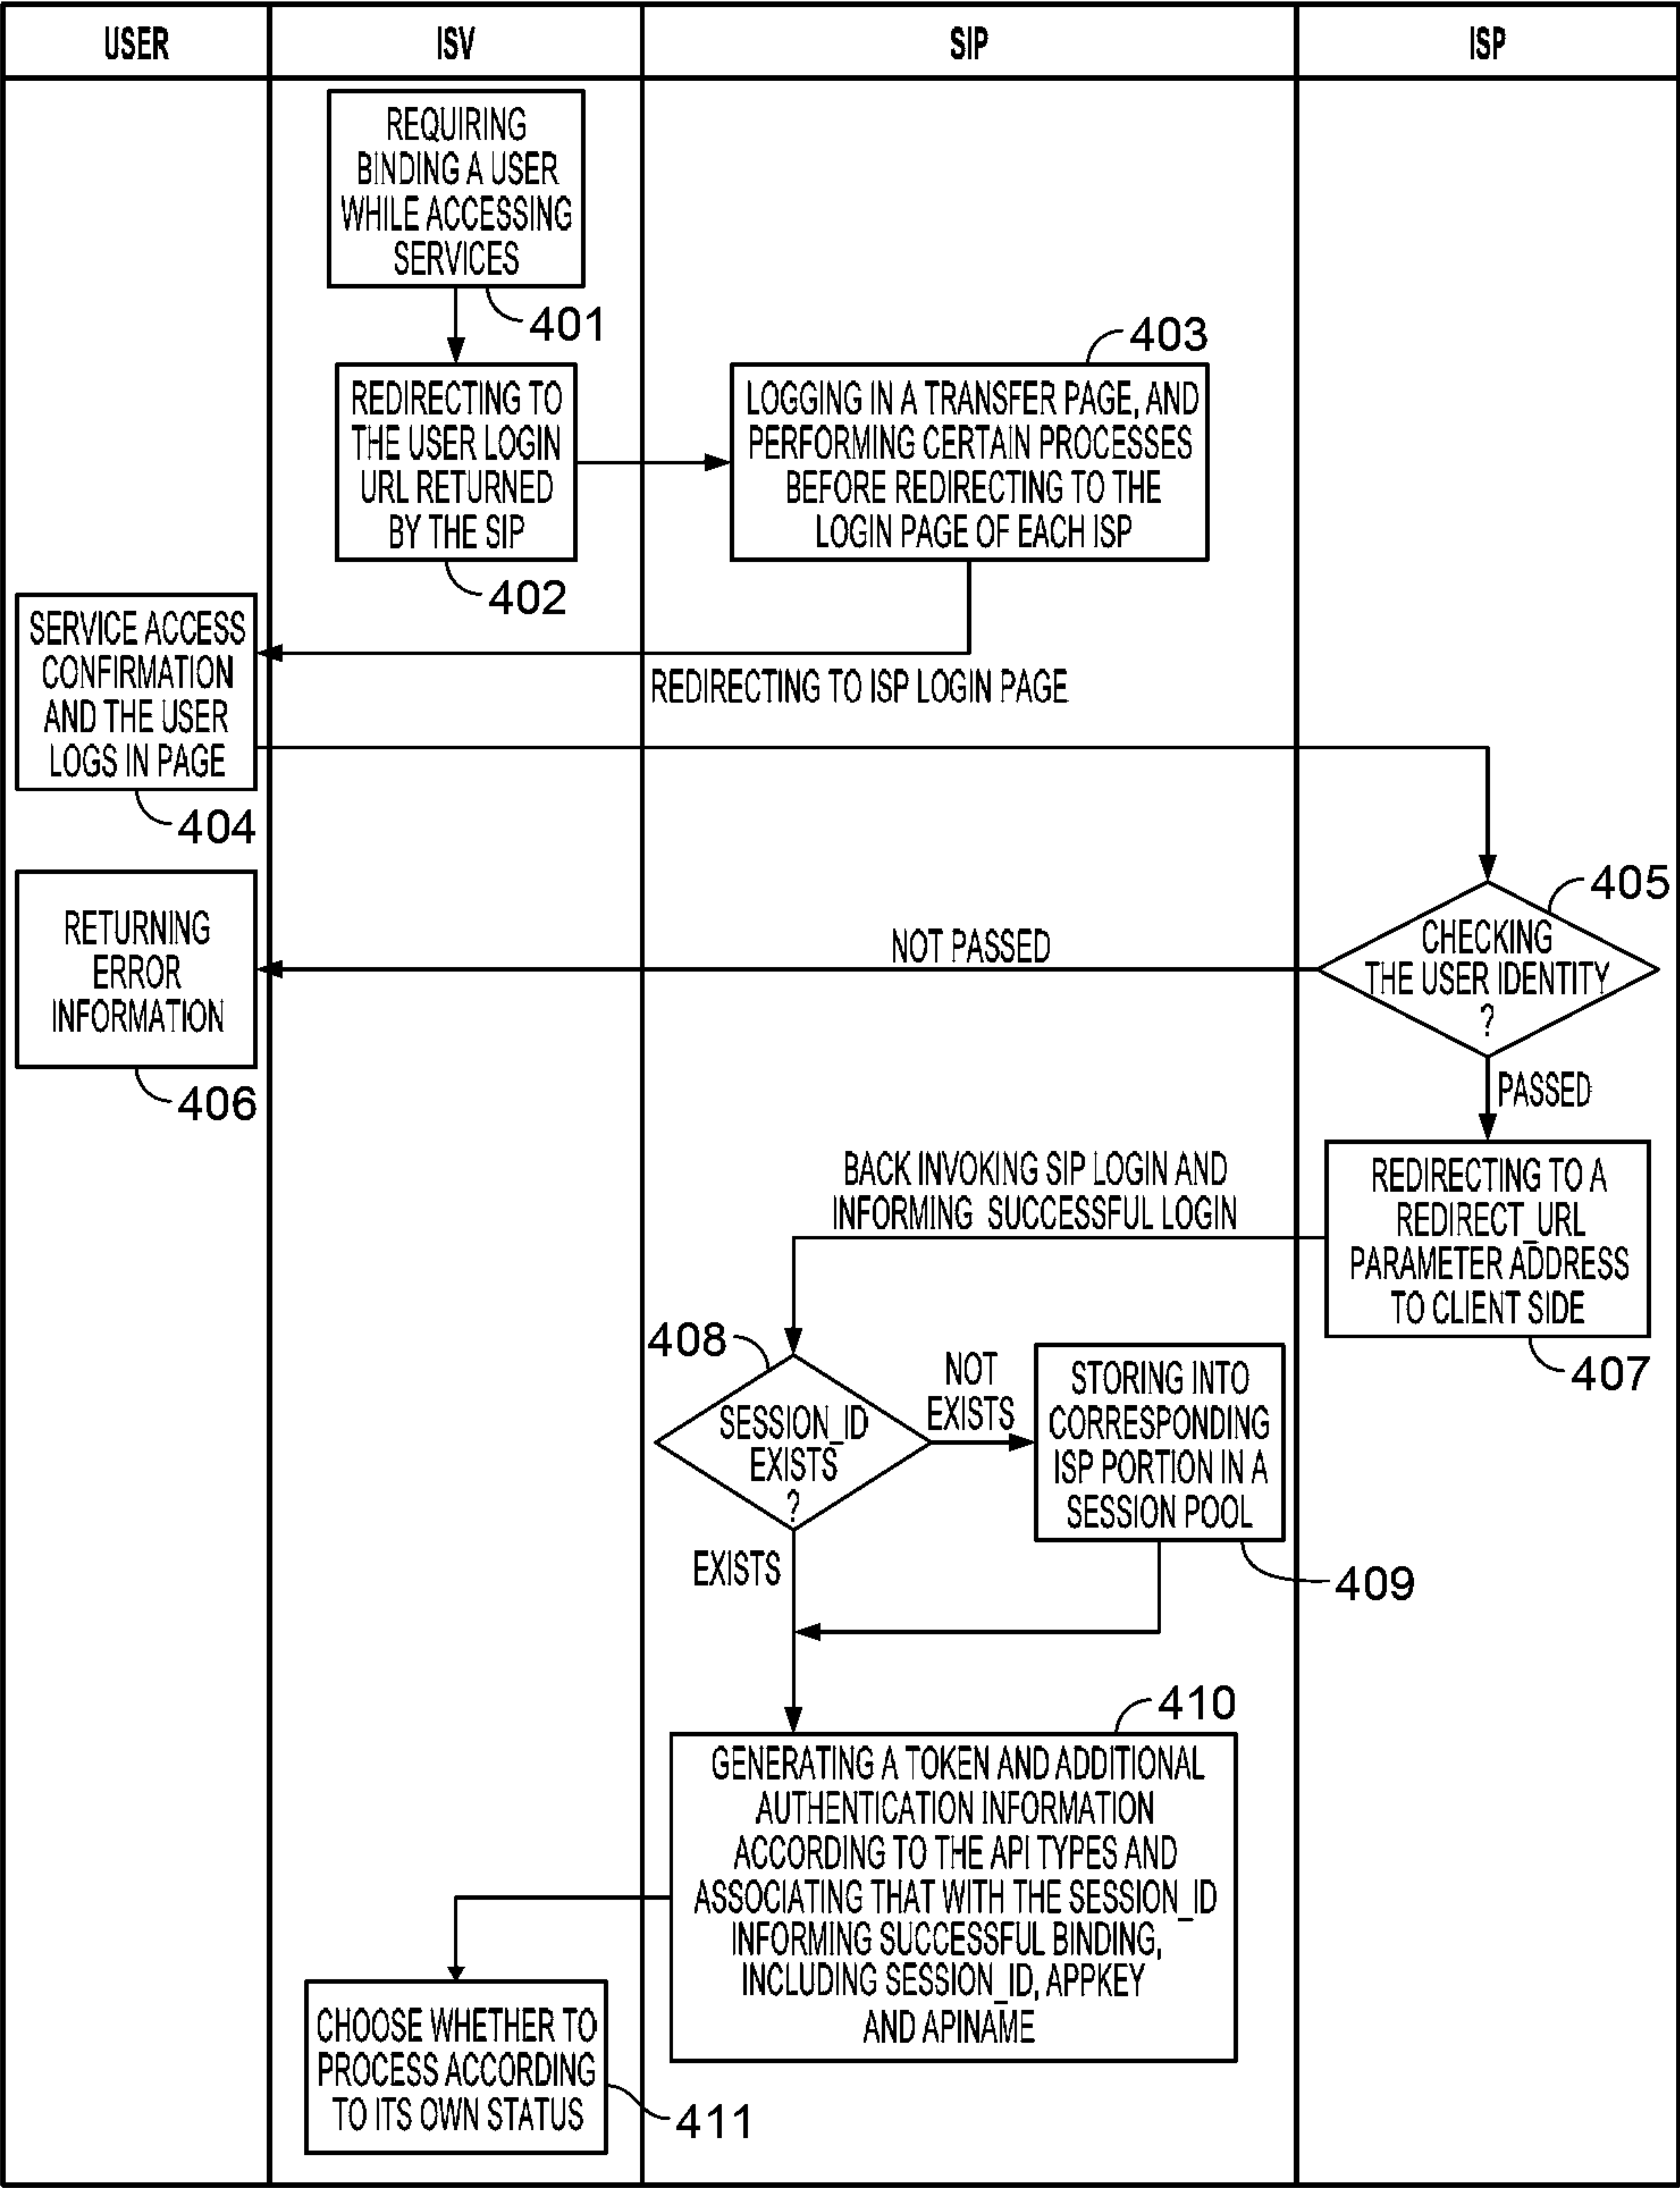 USER
ISV
SIP
ISP
REQUIRING
BINDING A USER
WHILE ACCESSING
SERVICES
401
REDIRECTING TO
THE USER LOGIN
URL RETURNED
BY THE SIP
402
403
LOGGING IN A TRANSFER PAGE, AND
PERFORMING CERTAIN PROCESSES
BEFORE REDIRECTING TO THE
LOGIN PAGE OF EACH ISP
REDIRECTING TO ISP LOGIN PAGE
SERVICE ACCESS
CONFIRMATION
AND THE USER
LOGS IN PAGE
404
405
CHECKING
THE USER IDENTITY
?
NOT PASSED
RETURNING
ERROR
INFORMATION
406
PASSED
REDIRECTING TO A
REDIRECT_URL
PARAMETER ADDRESS
TO CLIENT SIDE
407
BACK INVOKING SIP LOGIN AND
INFORMING SUCCESSFUL LOGIN
408
SESSION_ID
EXISTS
?
NOT
EXISTS
STORING INTO
CORRESPONDING
ISP PORTION IN A
SESSION POOL
409
EXISTS
410
GENERATING A TOKEN AND ADDITIONAL
AUTHENTICATION INFORMATION
ACCORDING TO THE API TYPES AND
ASSOCIATING THAT WITH THE SESSION_ID
INFORMING SUCCESSFUL BINDING,
INCLUDING SESSION_ID, APPKEY
AND APINAME
CHOOSE WHETHER TO
PROCESS ACCORDING
TO ITS OWN STATUS
411